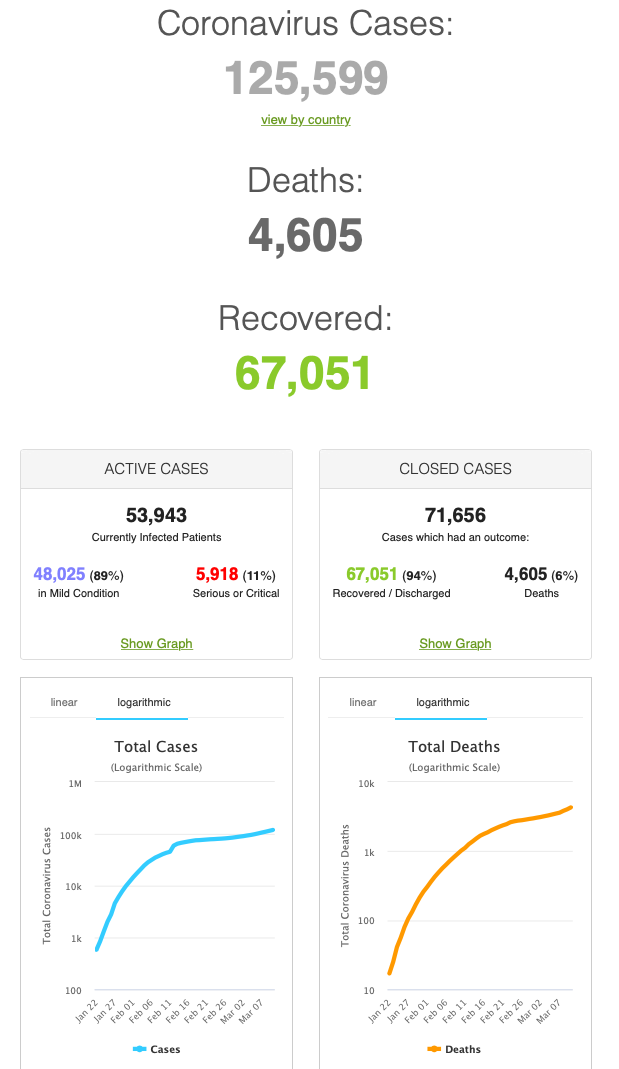 Coronavirus Cases:
125,599
view by country
Deaths:
4,605
Recovered:
67,051
ACTIVE CASES
53,943
Currently Infected Patients
48,025 (89%)
in Mild Condition
5,918 (11%)
Serious or Critical
Show Graph
CLOSED CASES
71,656
Cases which had an outcome:
67,051 (94%)
Recovered / Discharged
4,605 (6%)
Deaths
Show Graph
linear
logarithmic
Total Cases
(Logarithmic Scale)
Total Coronavirus Cases
1M
100k
10k
1k
100
Jan 22
Jan 27
Feb 01
Feb 06
Feb 11
Feb 16
Feb 21
Feb 26
Mar 02
Mar 07
Cases
linear
logarithmic
Total Deaths
(Logarithmic Scale)
Total Coronavirus Deaths
10k
1k
100
10
Jan 22
Jan 27
Feb 01
Feb 06
Feb 11
Feb 16
Feb 21
Feb 26
Mar 02
Mar 07
Deaths